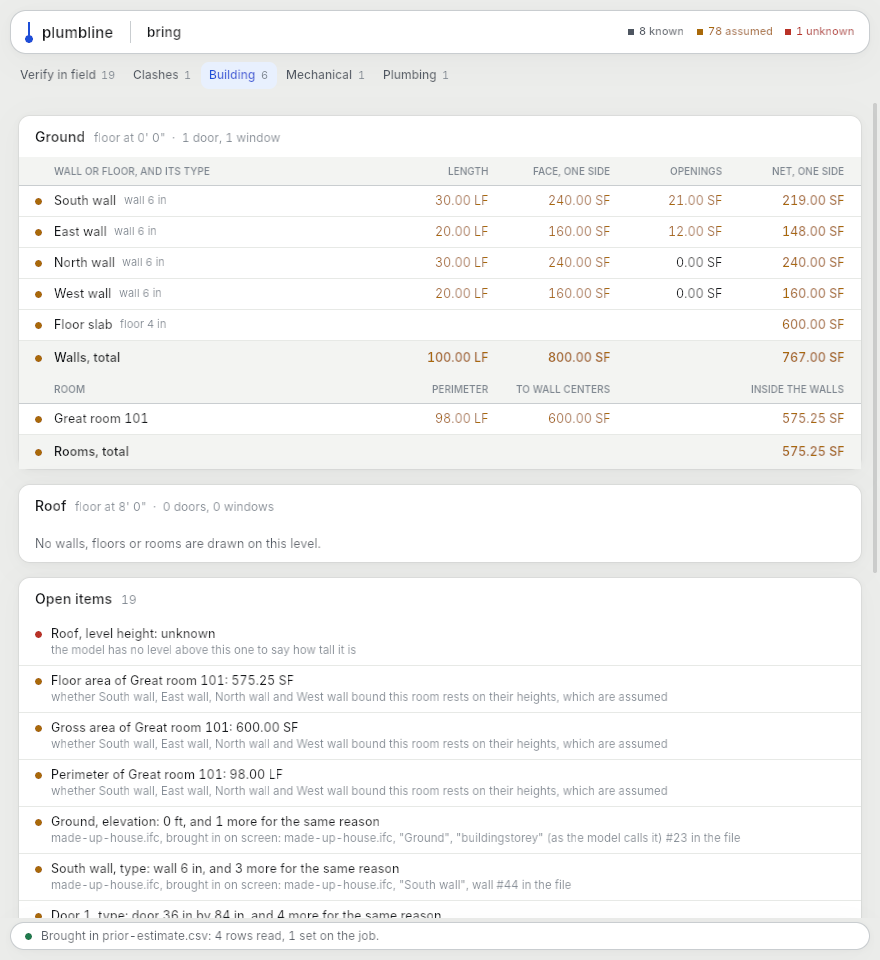 plumbline bring 8 known 78 assumed 1 unknown
Verify in field 19 Clashes 1 Building 6 Mechanical 1 Plumbing 1
Ground floor at 0' 0" · 1 door, 1 window
WALL OR FLOOR, AND ITS TYPE LENGTH FACE, ONE SIDE OPENINGS NET, ONE SIDE
South wall wall 6 in 30.00 LF 240.00 SF 21.00 SF 219.00 SF
East wall wall 6 in 20.00 LF 160.00 SF 12.00 SF 148.00 SF
North wall wall 6 in 30.00 LF 240.00 SF 0.00 SF 240.00 SF
West wall wall 6 in 20.00 LF 160.00 SF 0.00 SF 160.00 SF
Floor slab floor 4 in 600.00 SF
Walls, total 100.00 LF 800.00 SF 767.00 SF
ROOM PERIMETER TO WALL CENTERS INSIDE THE WALLS
Great room 101 98.00 LF 600.00 SF 575.25 SF
Rooms, total 575.25 SF
Roof floor at 8' 0" · 0 doors, 0 windows
No walls, floors or rooms are drawn on this level.
Open items 19
Roof, level height: unknown
the model has no level above this one to say how tall it is
Floor area of Great room 101: 575.25 SF
whether South wall, East wall, North wall and West wall bound this room rests on their heights, which are assumed
Gross area of Great room 101: 600.00 SF
whether South wall, East wall, North wall and West wall bound this room rests on their heights, which are assumed
Perimeter of Great room 101: 98.00 LF
whether South wall, East wall, North wall and West wall bound this room rests on their heights, which are assumed
Ground, elevation: 0 ft, and 1 more for the same reason
made-up-house.ifc, brought in on screen: made-up-house.ifc, "Ground", "buildingstorey" (as the model calls it) #23 in the file
South wall, type: wall 6 in, and 3 more for the same reason
made-up-house.ifc, brought in on screen: made-up-house.ifc, "South wall", wall #44 in the file
Door 1, type: door 36 in by 84 in, and 4 more for the same reason
Brought in prior-estimate.csv: 4 rows read, 1 set on the job.